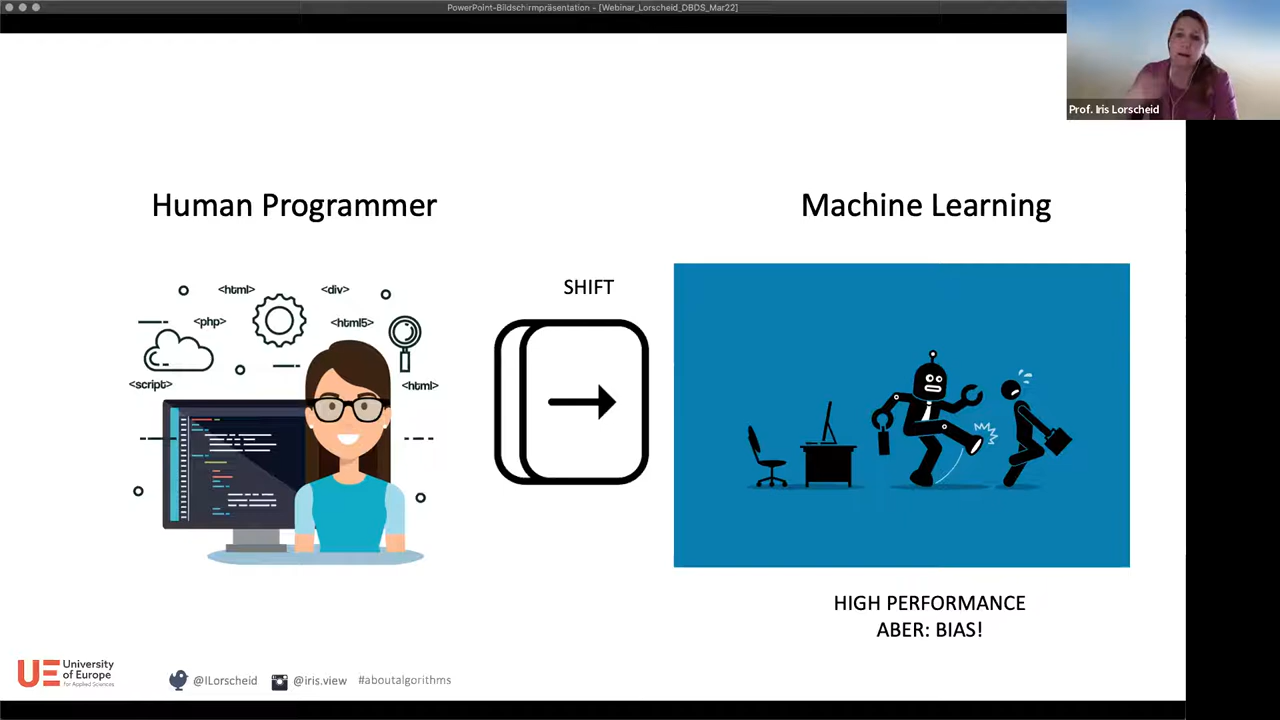 PowerPoint-Bildschirmpräsentation - [Webinar_Lorscheid_DBDS_Mar22]
Prof. Iris Lorscheid
Human Programmer
Machine Learning
SHIFT
<html>
<div>
<php>
<html5>
<script>
<html>
HIGH PERFORMANCE
ABER: BIAS!
UE University
of Europe
for Applied Sciences
@ILorscheid
@iris.view
#aboutalgorithms